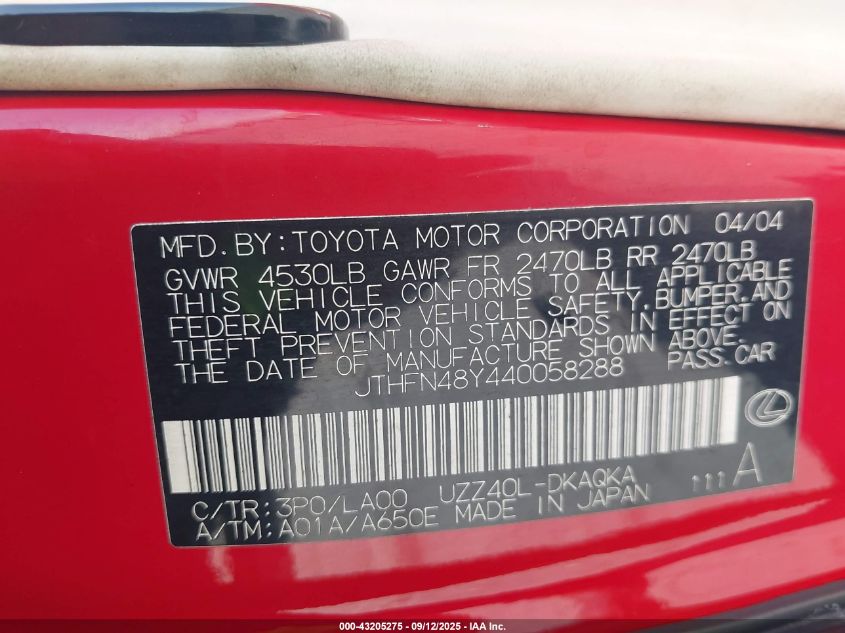 MFD. BY: TOYOTA MOTOR CORPORATION 04/04
GVWR 4530LB GAWR FR 2470LB RR 2470LB
THIS VEHICLE CONFORMS TO ALL APPLICABLE
FEDERAL MOTOR VEHICLE SAFETY, BUMPER, AND
THEFT PREVENTION STANDARDS IN EFFECT ON
THE DATE OF MANUFACTURE SHOWN ABOVE.
JTHFN48Y440058288 PASS. CAR
C/TR: 3P0/LA00 UZZ40L-DKAQKA
A/TM: A01A/A650E MADE IN JAPAN 111A
000-43205275 - 09/12/2025 - IAA Inc.